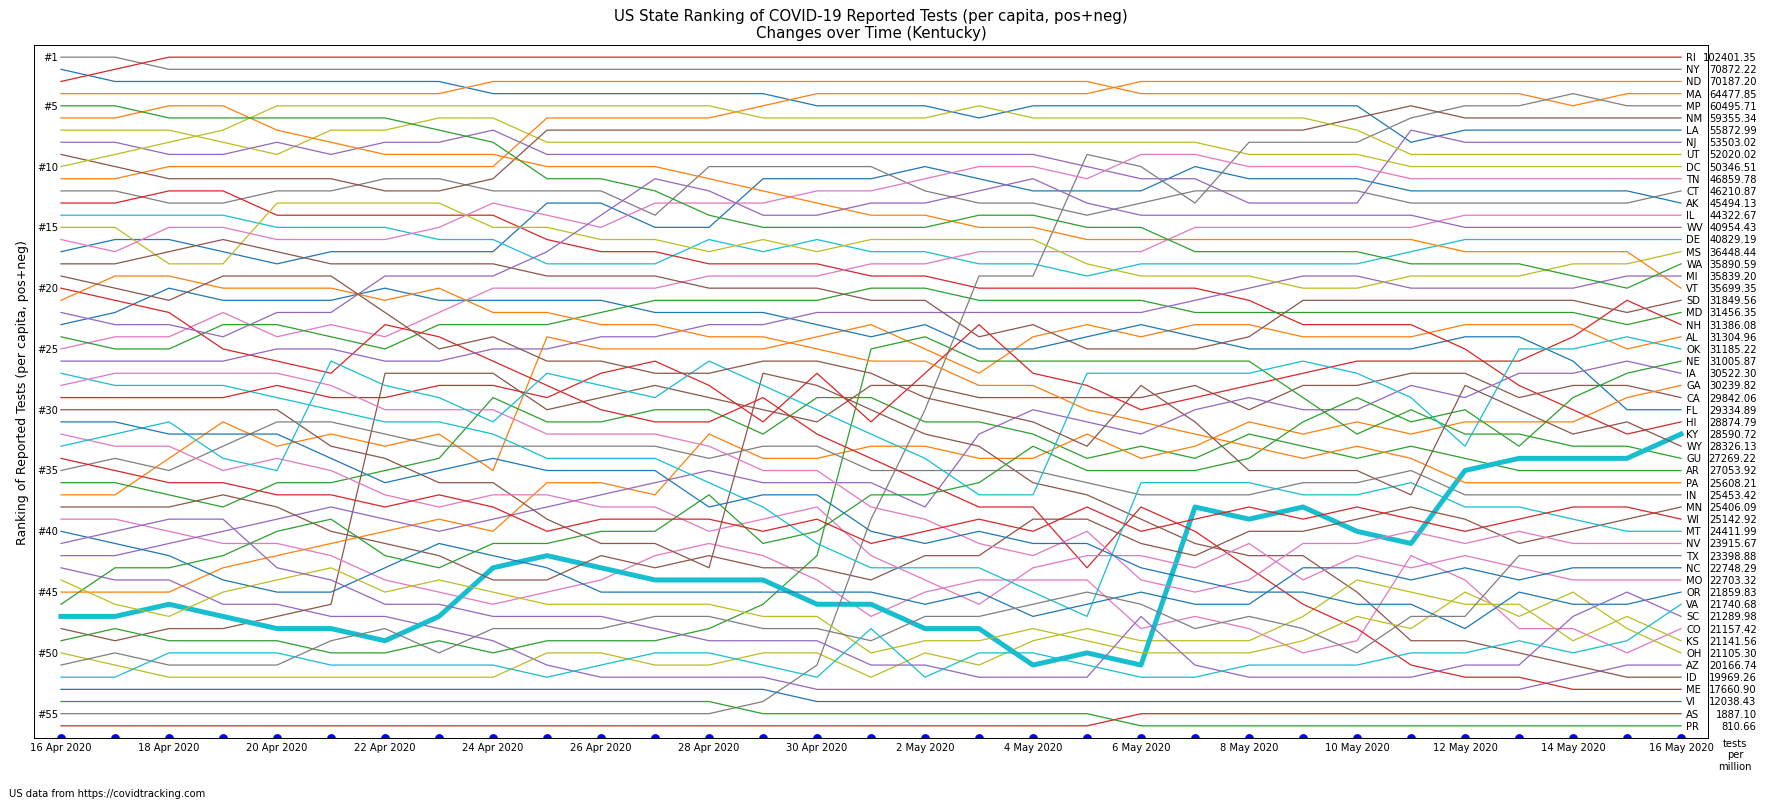 US State Ranking of COVID-19 Reported Tests (per capita, pos+neg)
Changes over Time (Kentucky)
Ranking of Reported Tests (per capita, pos+neg)
#1
#5
#10
#15
#20
#25
#30
#35
#40
#45
#50
#55
RI 102401.35
NY 70872.22
ND 70187.20
MA 64477.85
MP 60495.71
NM 59355.34
LA 55872.99
NJ 53503.02
UT 52020.02
DC 50346.51
TN 46859.78
CT 46210.87
AK 45494.13
IL 44322.67
WV 40954.43
DE 40829.19
MS 36448.44
WA 35890.59
MI 35839.20
VT 35699.35
SD 31849.56
MD 31456.35
NH 31386.08
AL 31304.96
OK 31185.22
NE 31005.87
IA 30522.30
GA 30239.82
CA 29842.06
FL 29334.89
HI 28874.79
KY 28590.72
WY 28326.13
GU 27269.22
AR 27053.92
PA 25608.21
IN 25453.42
MN 25406.09
WI 25142.92
MT 24411.99
NV 23915.67
TX 23398.88
NC 22748.29
MO 22703.32
OR 21859.83
VA 21740.68
SC 21289.98
CO 21157.42
KS 21141.56
OH 21105.30
AZ 20166.74
ID 19969.26
ME 17660.90
VI 12038.43
AS 1887.10
PR 810.66
16 Apr 2020 18 Apr 2020 20 Apr 2020 22 Apr 2020 24 Apr 2020 26 Apr 2020 28 Apr 2020 30 Apr 2020 2 May 2020 4 May 2020 6 May 2020 8 May 2020 10 May 2020 12 May 2020 14 May 2020 16 May 2020
tests
per
million
US data from https://covidtracking.com